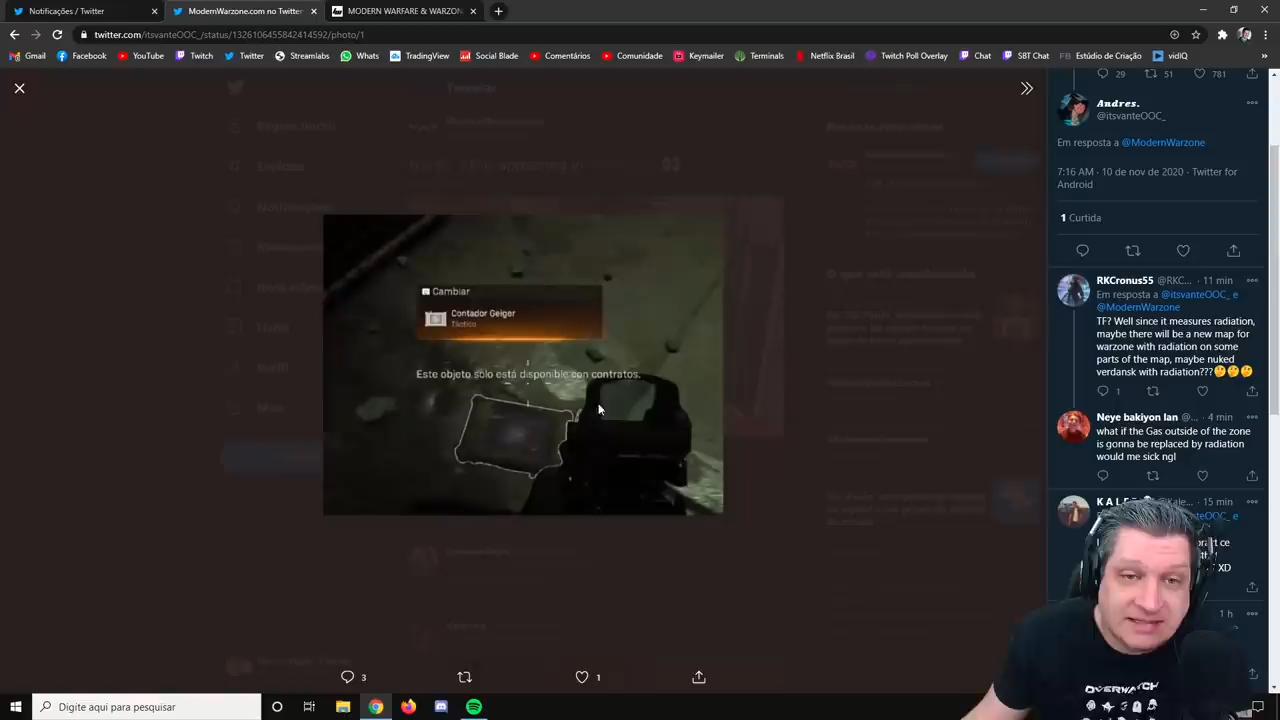 Notificações / Twitter
ModernWarzone.com no Twitter
MODERN WARFARE & WARZON
twitter.com/itsvanteOOC_/status/1326106455842414592/photo/1
Gmail
Facebook
YouTube
Twitch
Twitter
Streamlabs
Whats
TradingView
Social Blade
Comentários
Comunidade
Keymailer
Terminals
Netflix Brasil
Twitch Poll Overlay
Chat
SBT Chat
Estúdio de Criação
vidIQ
29
51
781
Andres.
@itsvanteOOC_
Em resposta a @ModernWarzone
7:16 AM · 10 de nov de 2020 · Twitter for
Android
1 Curtida
RKCronus55 @RKC... · 11 min
Em resposta a @itsvanteOOC_ e
@ModernWarzone
TF? Well since it measures radiation,
maybe there will be a new map for
warzone with radiation on some
parts of the map, maybe nuked
verdansk with radiation???
1
Neye bakiyon lan @... · 4 min
what if the Gas outside of the zone
is gonna be replaced by radiation
would me sick ngl
@Kale... · 15 min
OOC_ e
XD
1 h
Cambiar
Contador Geiger
Táctico
Este objeto sólo está disponible con contratos.
3
1
OVERWATCH
Digite aqui para pesquisar